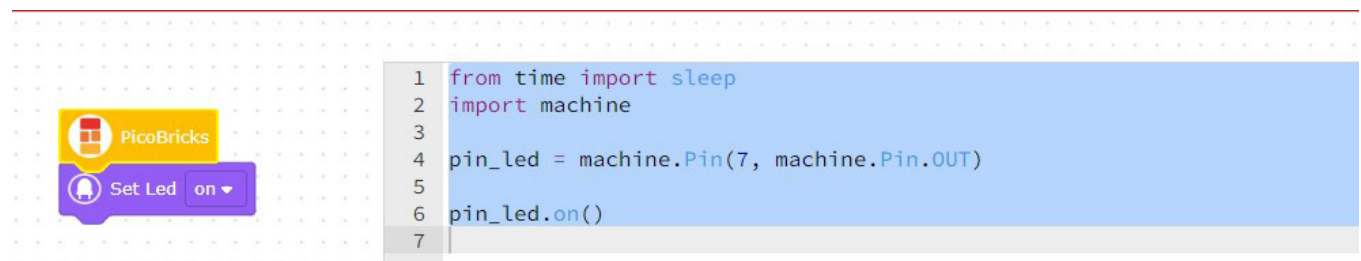 PicoBricks
Set Led on
1 from time import sleep
2 import machine
3
4 pin_led = machine.Pin(7, machine.Pin.OUT)
5
6 pin_led.on()
7